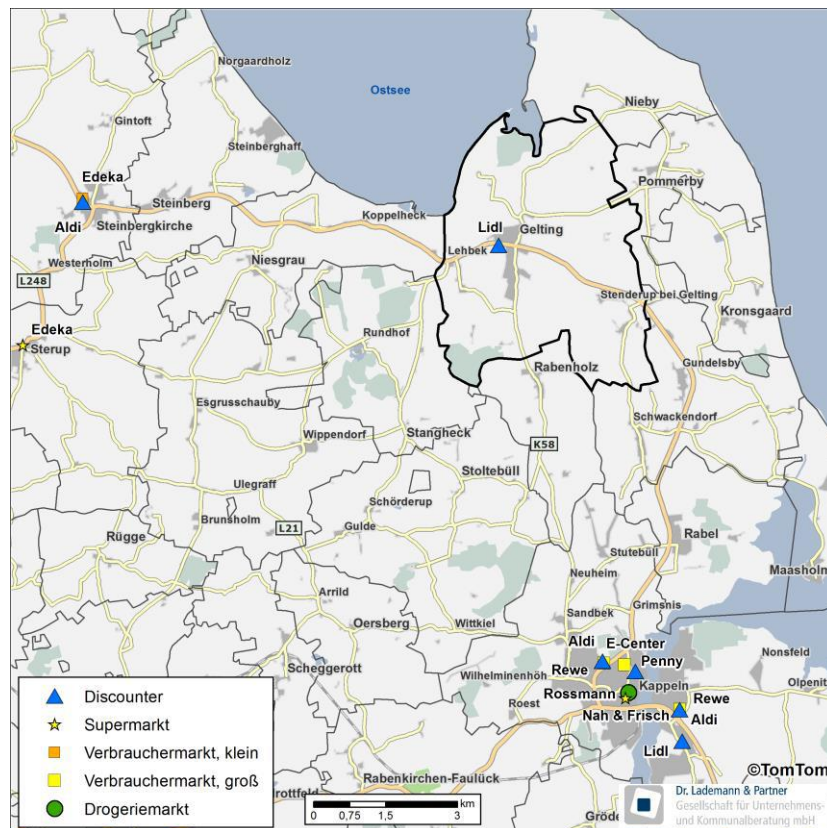 Norgaardholz
Ostsee
Nieby
Gintoft
Steinberghaff
Edeka
Pommerby
Steinberg
Koppelheck
Lidl
Gelting
Aldi
Steinbergkirche
Lehbek
Westerholm
Niesgrau
L248
Stenderup bei Gelting
Kronsgaard
Edeka
Rundhof
Sterup
Rabenholz
Gundelsby
Esgrusschauby
Schwackendorf
Wippendorf
Stangheck
K58
Stoltebüll
Ulegraff
Schörderup
Brunsholm
L21
Gulde
Rügge
Rabel
Stutebüll
Maasholm
Neuheim
Arrild
Grimsnis
Sandbek
Oersberg
Wittkiel
Aldi
E-Center
Nonsfeld
Scheggerott
Rewe
Penny
Wilhelminenhöh
Kappeln
Olpenit
Rossmann
Rewe
Roest
Nah & Frisch
Aldi
Lidl
Discounter
Supermarkt
Verbrauchermarkt, klein
Verbrauchermarkt, groß
Drogeriemarkt
©TomTom
Rabenkirchen-Faulück
rottfeld
0 0,75 1,5 3
km
Dr. Lademann & Partner
Gesellschaft für Unternehmens-
und Kommunalberatung mbH
Gröde